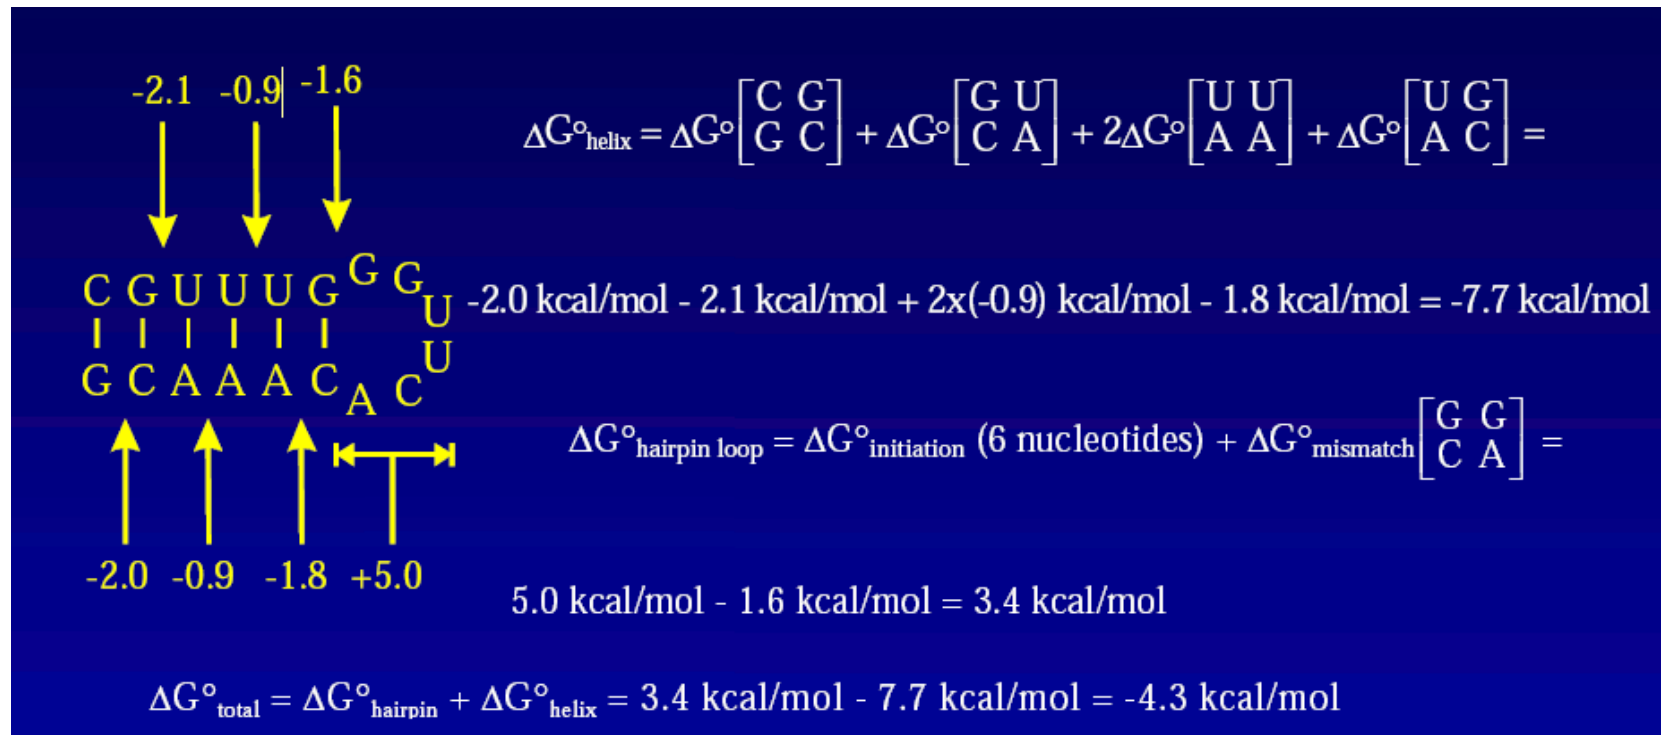 -2.1 -0.9 -1.6
ΔG°helix = ΔG°[C G / G C] + ΔG°[G U / C A] + 2ΔG°[U U / A A] + ΔG°[U G / A C] =
C G U U U G G G U
-2.0 kcal/mol - 2.1 kcal/mol + 2x(-0.9) kcal/mol - 1.8 kcal/mol = -7.7 kcal/mol
G C A A A C A C U
ΔG°hairpin loop = ΔG°initiation (6 nucleotides) + ΔG°mismatch[G G / C A] =
-2.0 -0.9 -1.8 +5.0
5.0 kcal/mol - 1.6 kcal/mol = 3.4 kcal/mol
ΔG°total = ΔG°hairpin + ΔG°helix = 3.4 kcal/mol - 7.7 kcal/mol = -4.3 kcal/mol